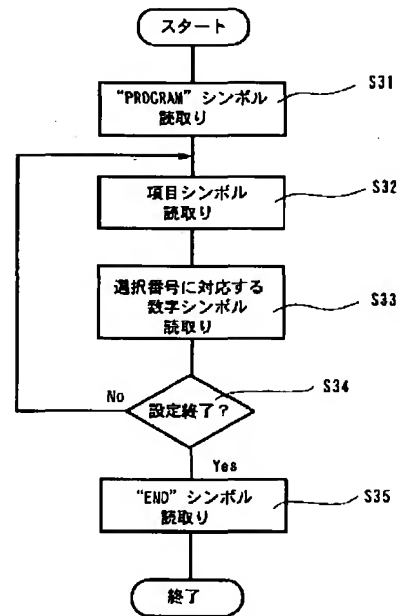 スタート
S31
“PROGRAM”シンボル
読取り
S32
項目シンボル
読取り
選択番号に対応する
数字シンボル
読取り
S33
S34
No
設定終了？
Yes
“END”シンボル
読取り
S35
終了